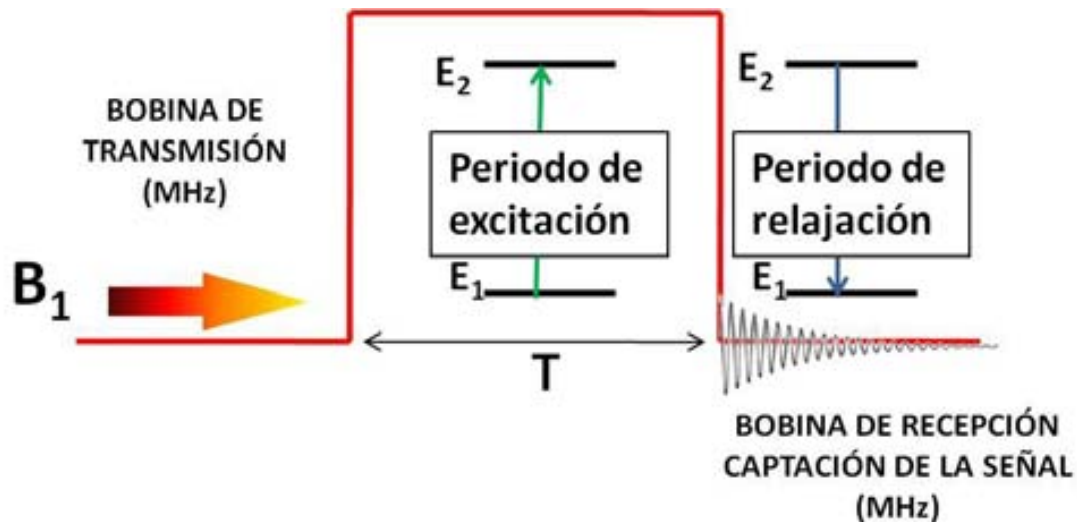 BOBINA DE
TRANSMISIÓN
(MHz)
B1
E2
Periodo de
excitación
E1
T
E2
Periodo de
relajación
E1
BOBINA DE RECEPCIÓN
CAPTACIÓN DE LA SEÑAL
(MHz)